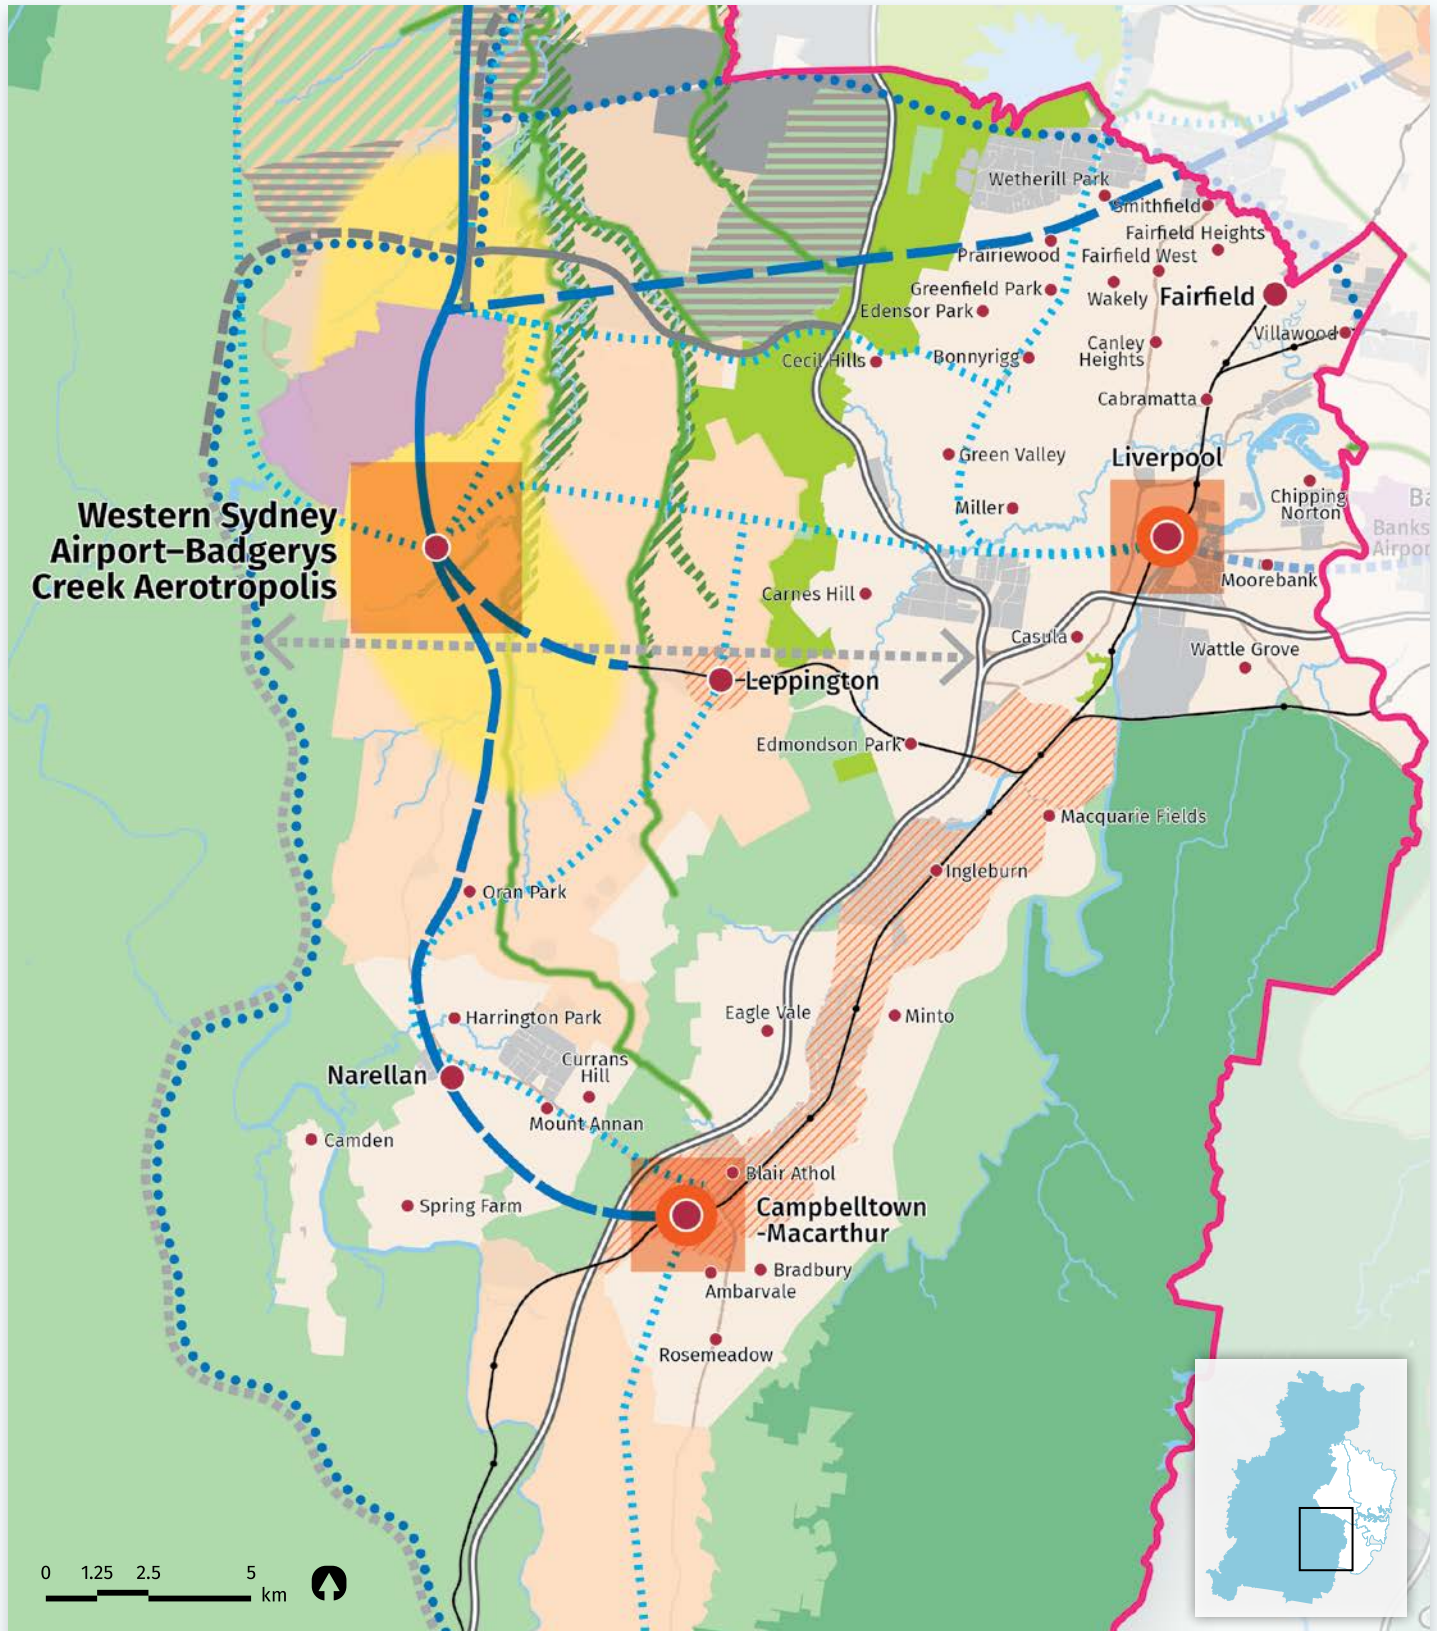 Wetherill Park
Smithfield
Fairfield Heights
Prairiewood
Fairfield West
Greenfield Park
Wakely
Fairfield
Edensor Park
Villawood
Canley
Heights
Cecil Hills
Bonnyrigg
Cabramatta
Green Valley
Liverpool
Chipping
Norton
Miller
Western Sydney
Airport–Badgerys
Creek Aerotropolis
Banks
Airpor
Moorebank
Carnes Hill
Casula
Wattle Grove
Leppington
Edmondson Park
Macquarie Fields
Ingleburn
Oran Park
Harrington Park
Eagle Vale
Minto
Currans
Hill
Narellan
Mount Annan
Camden
Blair Athol
Spring Farm
Campbelltown
-Macarthur
Bradbury
Ambarvale
Rosemeadow
0 1.25 2.5 5
km